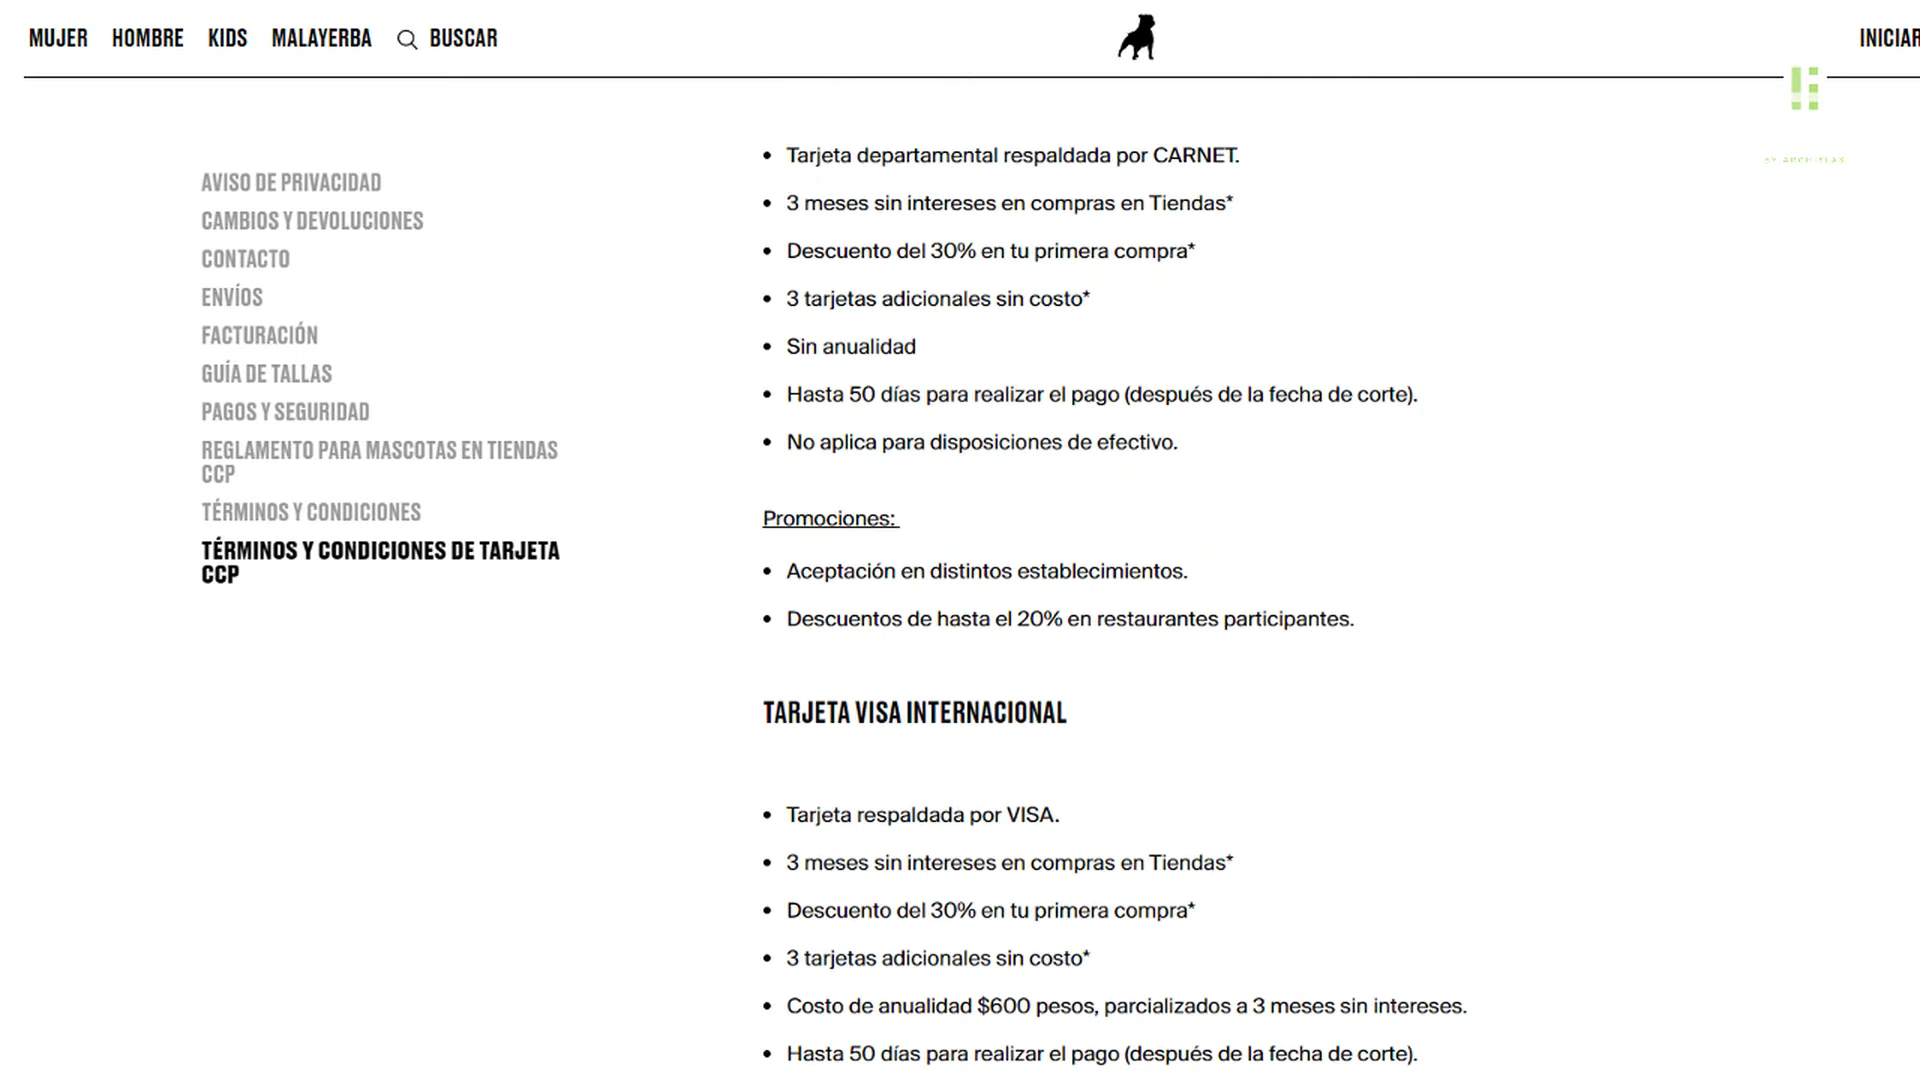 MUJER HOMBRE KIDS MALAYERBA BUSCAR INICIAR
AVISO DE PRIVACIDAD
CAMBIOS Y DEVOLUCIONES
CONTACTO
ENVÍOS
FACTURACIÓN
GUÍA DE TALLAS
PAGOS Y SEGURIDAD
REGLAMENTO PARA MASCOTAS EN TIENDAS
CCP
TÉRMINOS Y CONDICIONES
TÉRMINOS Y CONDICIONES DE TARJETA
CCP
• Tarjeta departamental respaldada por CARNET.
• 3 meses sin intereses en compras en Tiendas*
• Descuento del 30% en tu primera compra*
• 3 tarjetas adicionales sin costo*
• Sin anualidad
• Hasta 50 días para realizar el pago (después de la fecha de corte).
• No aplica para disposiciones de efectivo.
Promociones:
• Aceptación en distintos establecimientos.
• Descuentos de hasta el 20% en restaurantes participantes.
TARJETA VISA INTERNACIONAL
• Tarjeta respaldada por VISA.
• 3 meses sin intereses en compras en Tiendas*
• Descuento del 30% en tu primera compra*
• 3 tarjetas adicionales sin costo*
• Costo de anualidad $600 pesos, parcializados a 3 meses sin intereses.
• Hasta 50 días para realizar el pago (después de la fecha de corte).